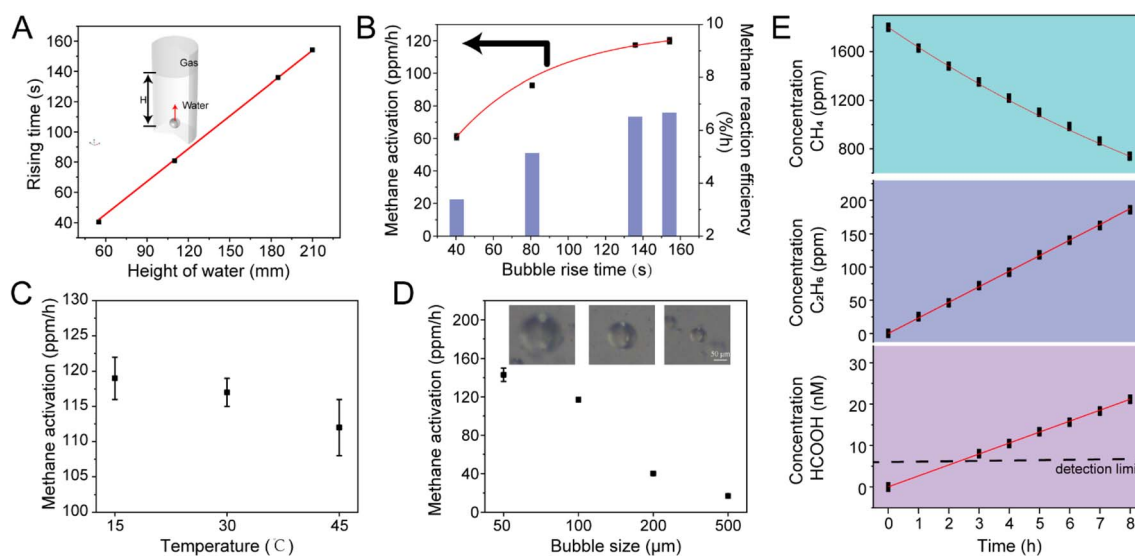 A
160
140
120
100
80
60
40
Rising time (s)
60
90
120
150
180
210
Height of water (mm)
Gas
H
Water
B
120
100
80
60
40
20
0
Methane activation (ppm/h)
10
8
6
4
2
Methane reaction efficiency
(%/h)
40
60
80
100
120
140
160
Bubble rise time (s)
C
130
125
120
115
110
105
100
Methane activation (ppm/h)
15
30
45
Temperature (℃)
D
200
160
120
80
40
0
Methane activation (ppm/h)
50 μm
50
100
200
500
Bubble size (μm)
E
1600
1200
800
Concentration
CH₄ (ppm)
200
150
100
50
0
Concentration
C₂H₆ (ppm)
30
20
10
0
Concentration
HCOOH (nM)
detection limi
0
1
2
3
4
5
6
7
8
Time (h)